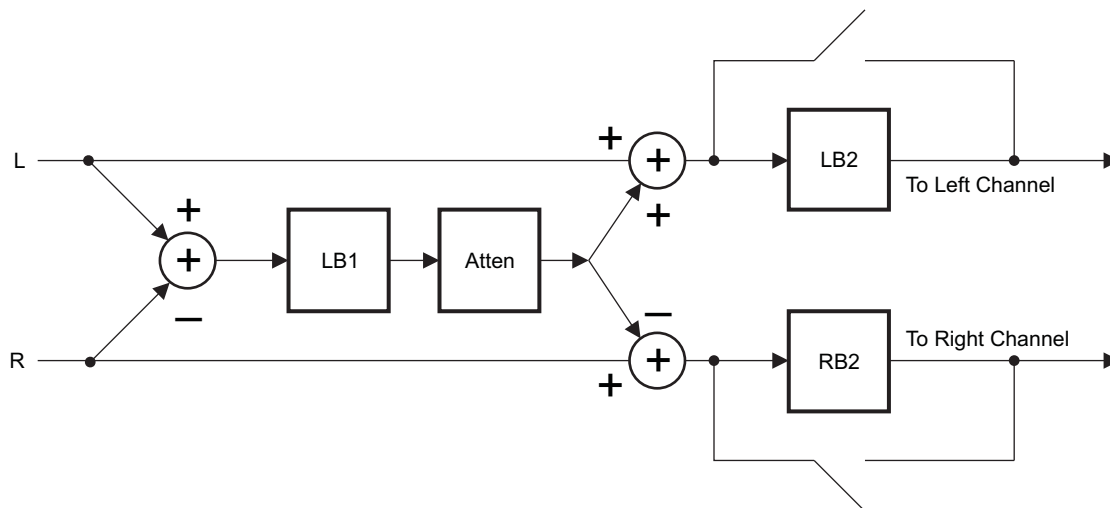 +
L
LB2
+
To Left Channel
+
+
+
LB1
Atten
−
−
To Right Channel
R
+
RB2
+